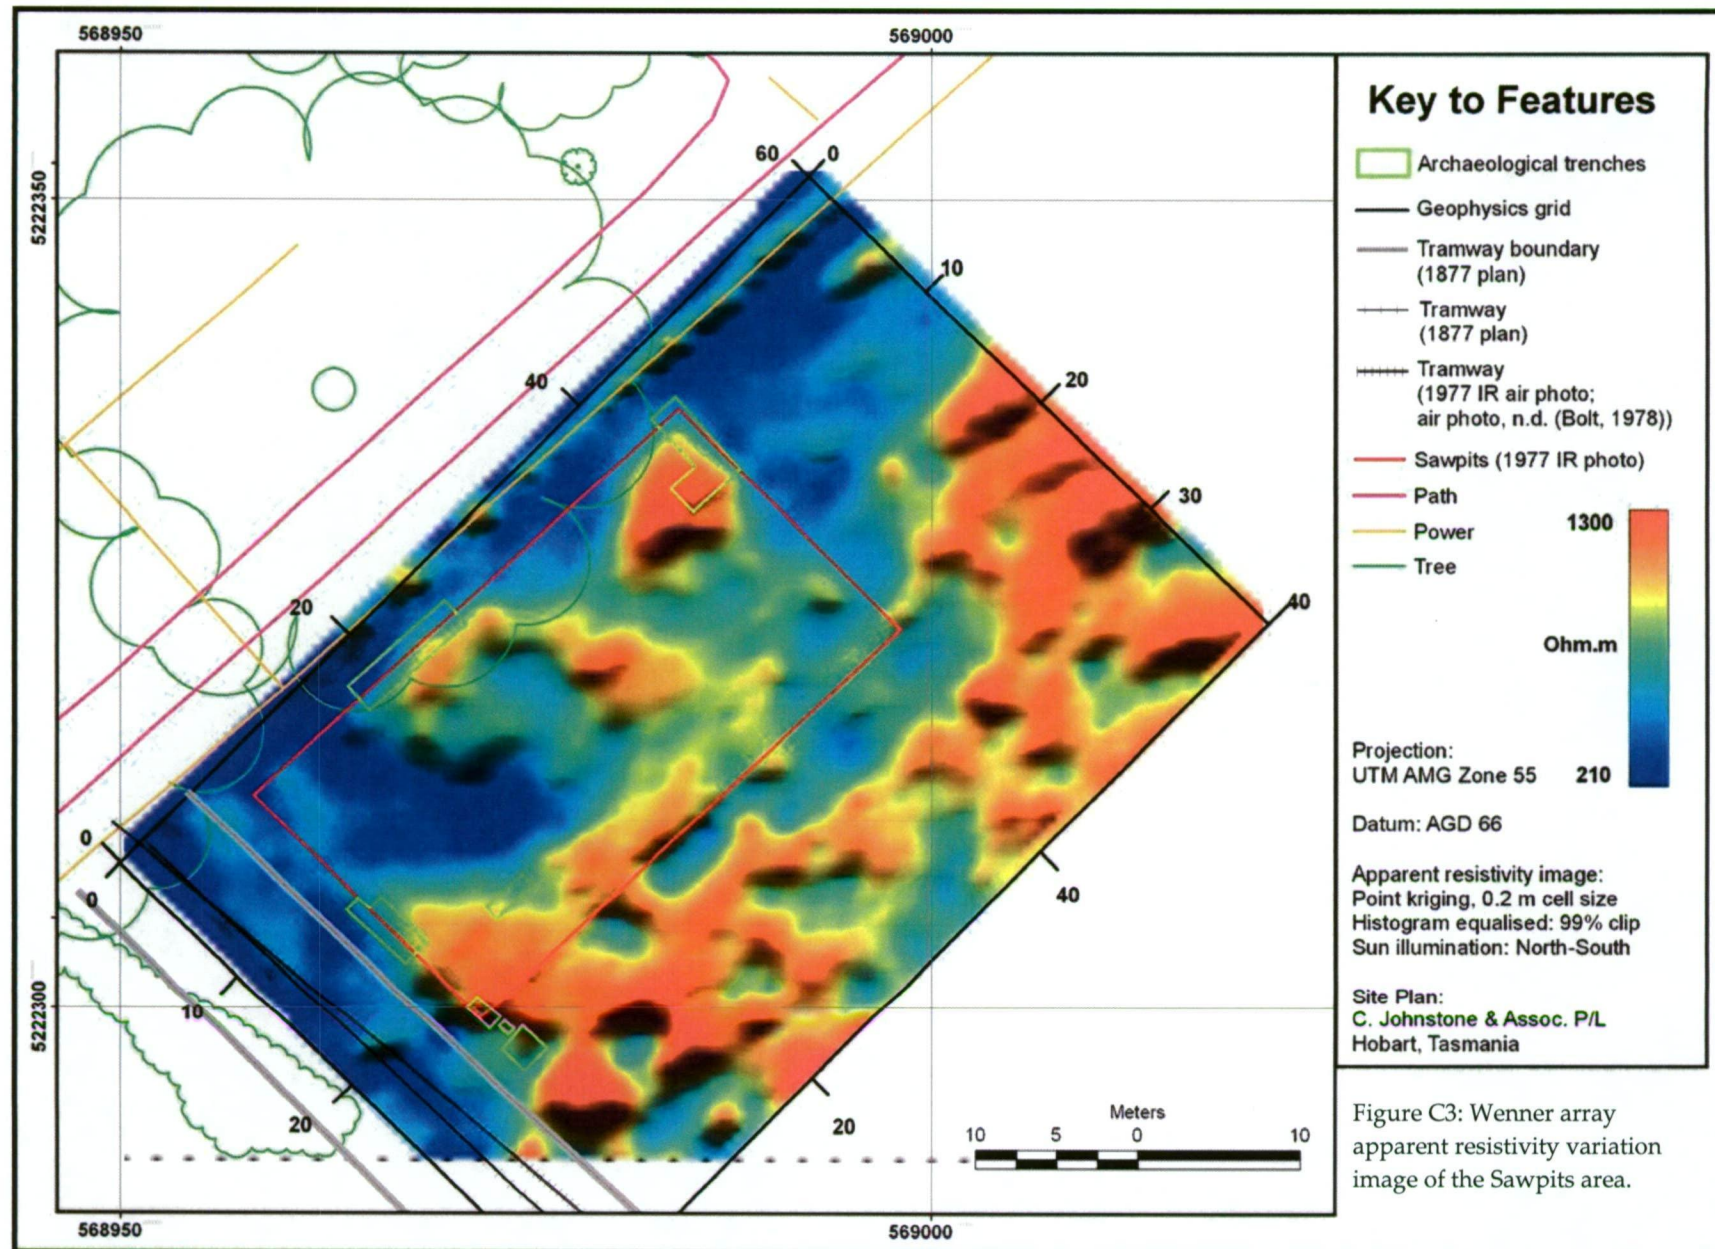 568950
569000
5222350
5222300
60
0
10
20
30
40
40
20
0
0
10
20
20
40
568950
569000
Meters
10 5 0 10
Key to Features
Archaeological trenches
Geophysics grid
Tramway boundary
(1877 plan)
Tramway
(1877 plan)
Tramway
(1977 IR air photo;
air photo, n.d. (Bolt, 1978))
Sawpits (1977 IR photo)
Path
Power
Tree
1300
Ohm.m
210
Projection:
UTM AMG Zone 55
Datum: AGD 66
Apparent resistivity image:
Point kriging, 0.2 m cell size
Histogram equalised: 99% clip
Sun illumination: North-South
Site Plan:
C. Johnstone & Assoc. P/L
Hobart, Tasmania
Figure C3: Wenner array
apparent resistivity variation
image of the Sawpits area.